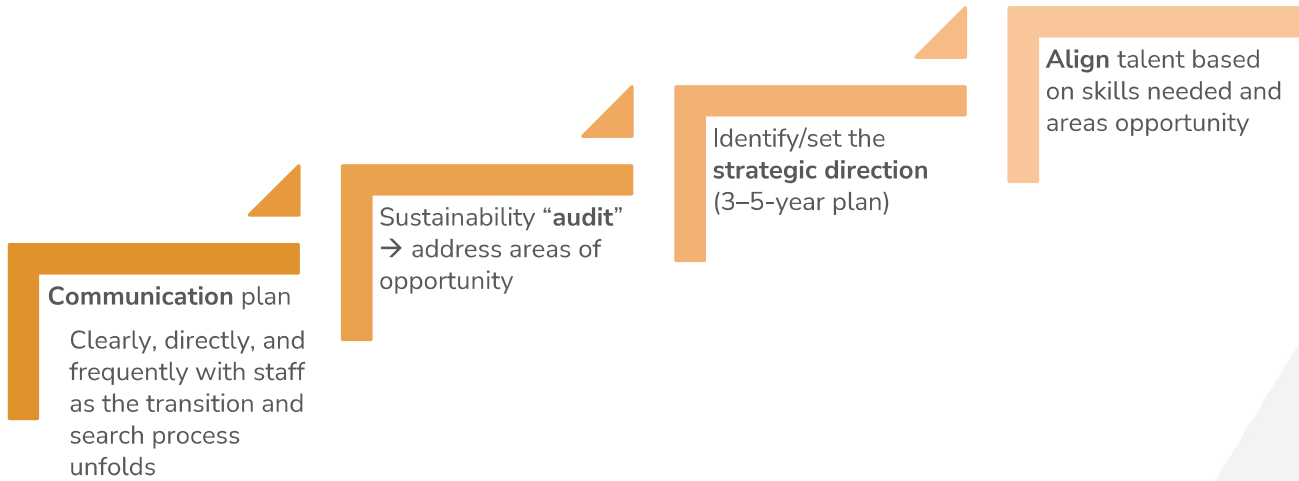 Communication plan
Clearly, directly, and
frequently with staff
as the transition and
search process
unfolds
Sustainability “audit”
→ address areas of
opportunity
Identify/set the
strategic direction
(3–5-year plan)
Align talent based
on skills needed and
areas opportunity